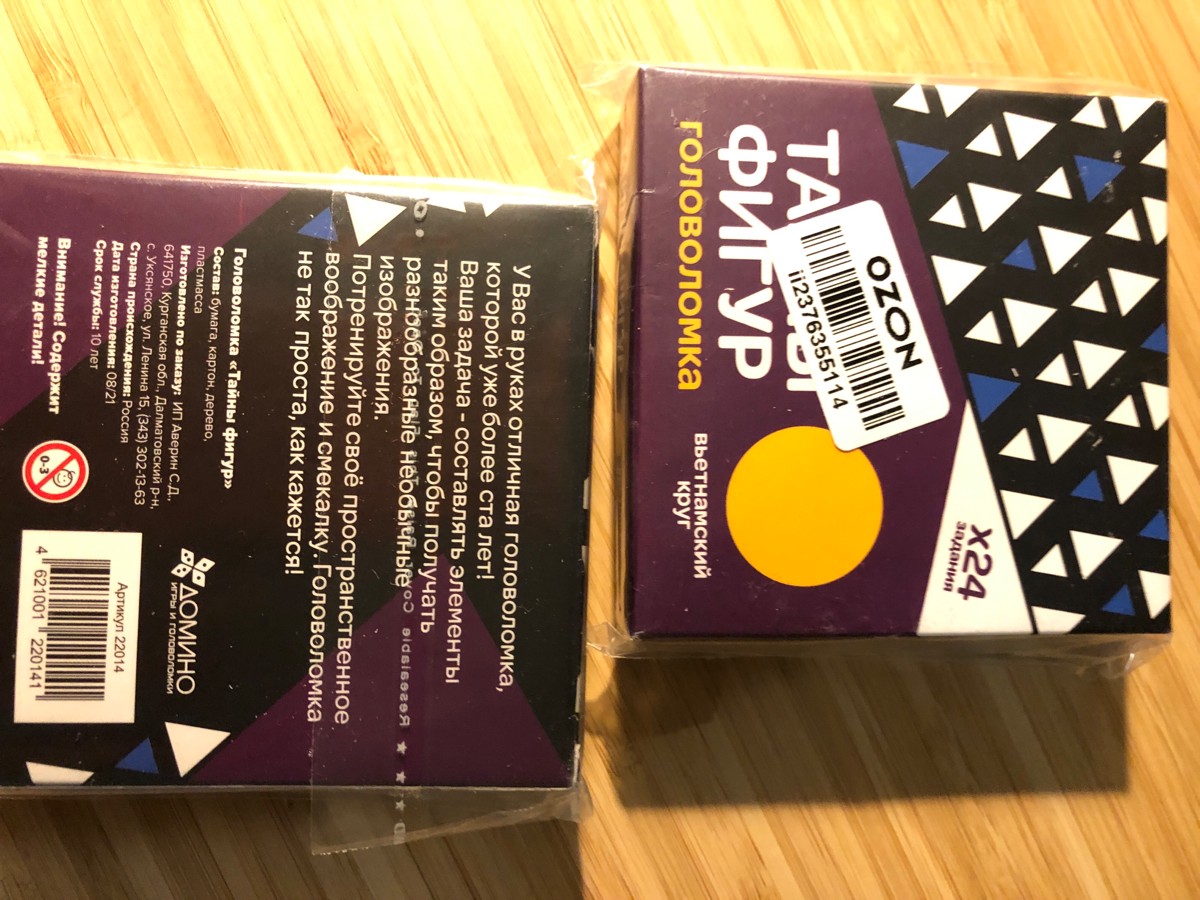 У Вас в руках отличная головоломка,
которой уже более ста лет!
Ваша задача - составлять элементы
таким образом, чтобы получать
разнообразные необычные
изображения.
Потренируйте своё пространственное
воображение и смекалку. Головоломка
не так проста, как кажется!
Головоломка «Тайны фигур»
Состав: бумага, картон, дерево,
пластмасса
Изготовлено по заказу: ИП Аверин С.Д.,
641750, Курганская обл., Далматовский р-н,
с. Уксянское, ул. Ленина 15, (343) 302-13-63
Страна происхождения: Россия
Дата изготовления: 08/21
Срок службы: 10 лет
Внимание! Содержит
мелкие детали!
0-3
ДОМИНО
ИГРЫ И ГОЛОВОЛОМКИ
Артикул 22014
4 621001 220141
ТА Ы
ФИГУР
ГОЛОВОЛОМКА
OZON
ii2376355114
ВЬЕТНАМСКИЙ
КРУГ
X24
задания